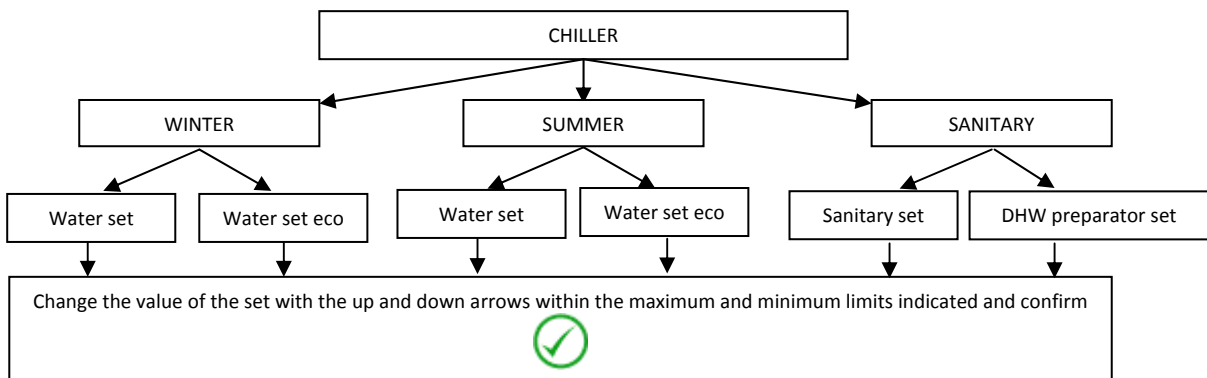 CHILLER
WINTER
SUMMER
SANITARY
Water set
Water set eco
Water set
Water set eco
Sanitary set
DHW preparator set
Change the value of the set with the up and down arrows within the maximum and minimum limits indicated and confirm